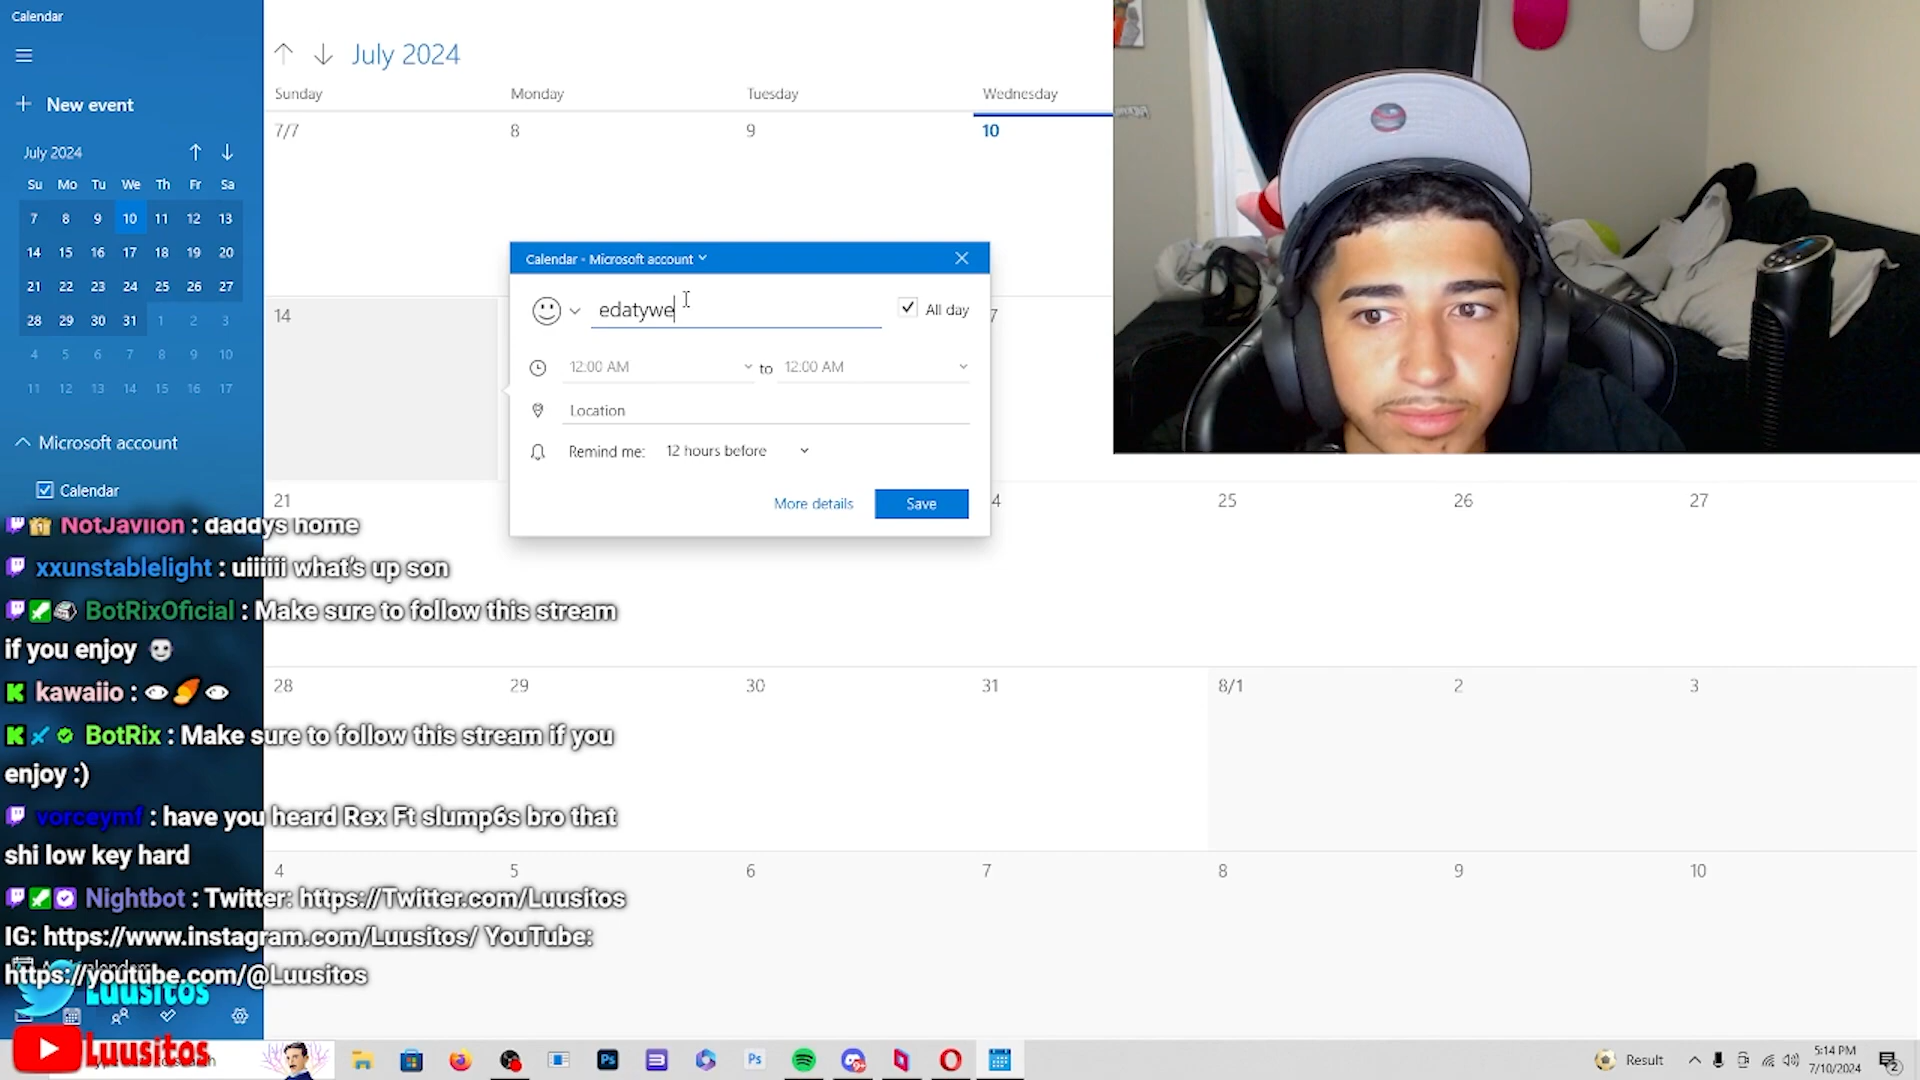 Calendar
New event
July 2024
Su Mo Tu We Th Fr Sa
7 8 9 10 11 12 13
14 15 16 17 18 19 20
21 22 23 24 25 26 27
28 29 30 31 1 2 3
4 5 6 7 8 9 10
11 12 13 14 15 16 17
Microsoft account
Calendar
July 2024
Sunday Monday Tuesday Wednesday
7/7 8 9 10
14 7
21 4 25 26 27
28 29 30 31 8/1 2 3
4 5 6 7 8 9 10
Calendar - Microsoft account
edatywe
All day
12:00 AM to 12:00 AM
Location
Remind me: 12 hours before
More details Save
NotJaviion : daddys home
xxunstablelight : uiiiiii what's up son
BotRixOficial : Make sure to follow this stream
if you enjoy
kawaiio :
BotRix : Make sure to follow this stream if you
enjoy :)
vorceymf : have you heard Rex Ft slump6s bro that
shi low key hard
Nightbot : Twitter: https://Twitter.com/Luusitos
IG: https://www.instagram.com/Luusitos/ YouTube:
https://youtube.com/@Luusitos
Luusitos
Luusitos
search
Ps
Ps
9+
Result
5:14 PM
7/10/2024
2